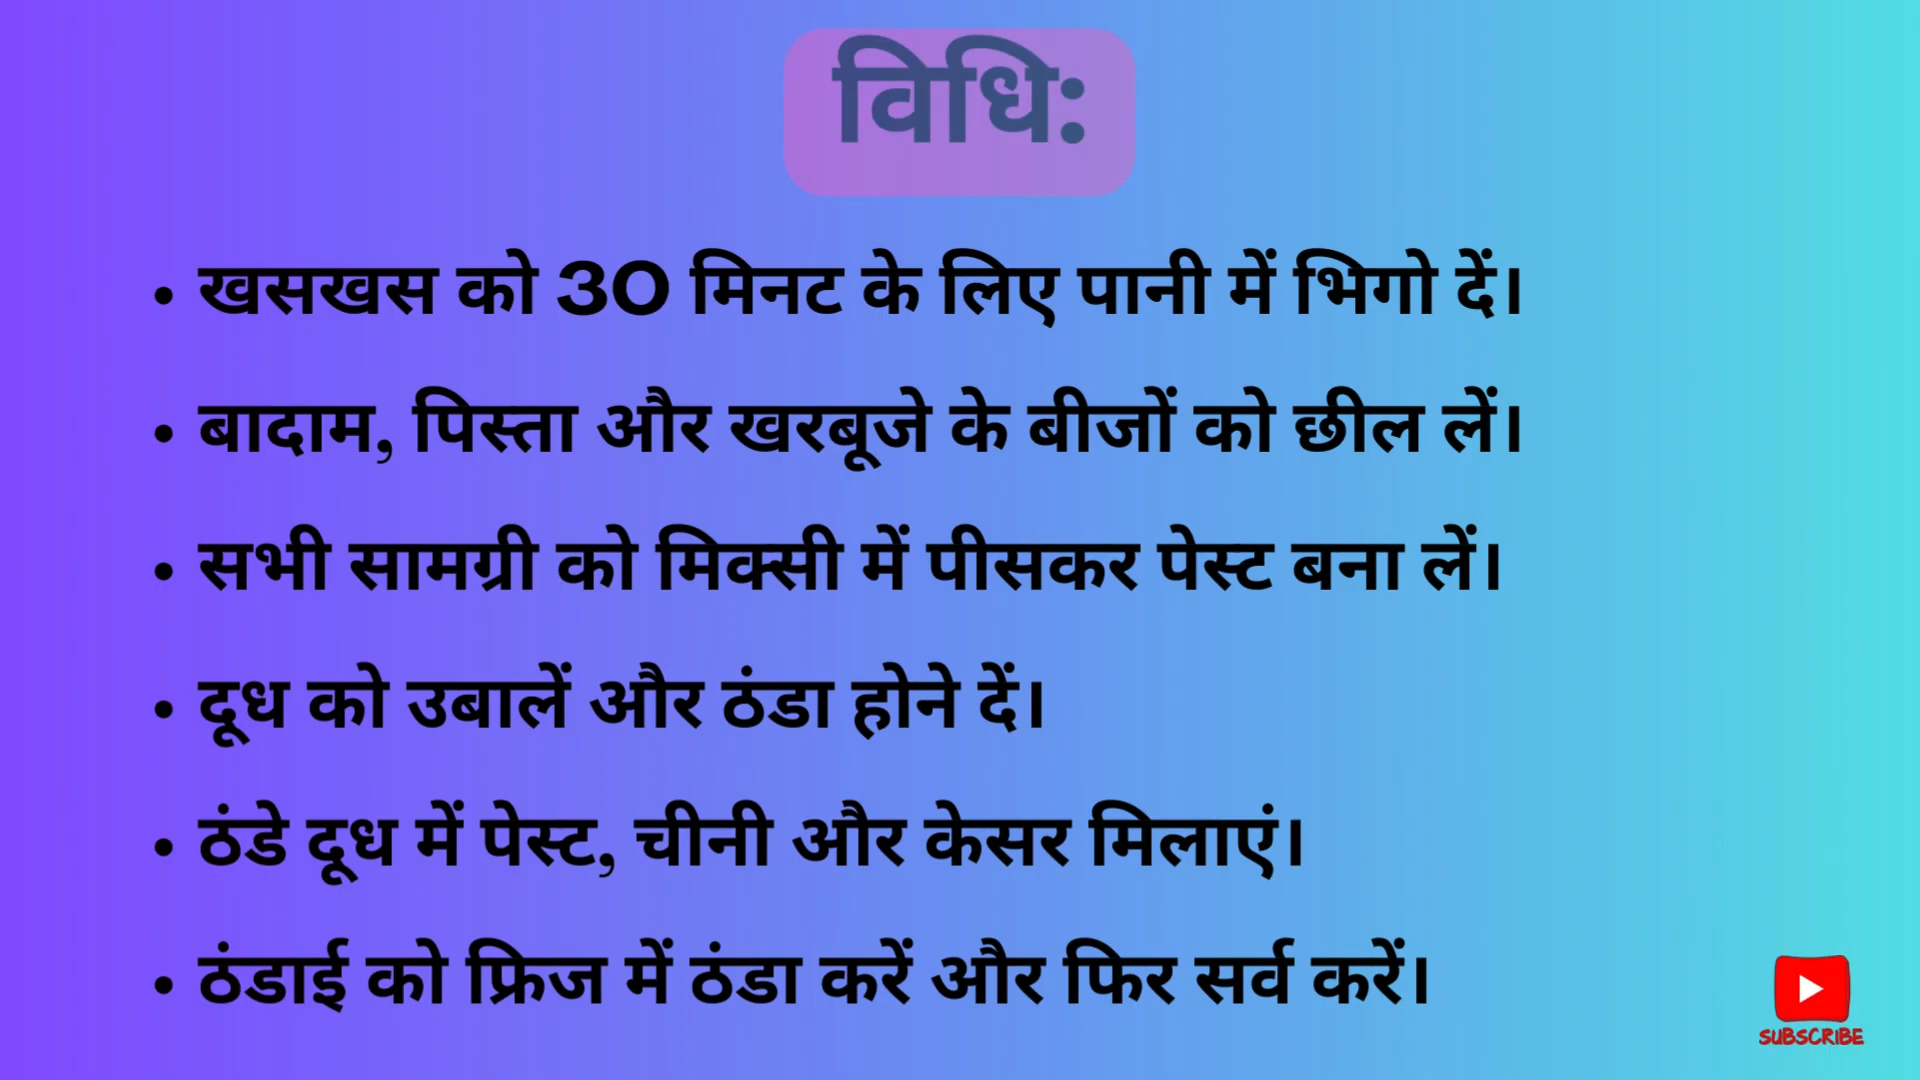 विधि:
• खसखस को 30 मिनट के लिए पानी में भिगो दें।
• बादाम, पिस्ता और खरबूजे के बीजों को छील लें।
• सभी सामग्री को मिक्सी में पीसकर पेस्ट बना लें।
• दूध को उबालें और ठंडा होने दें।
• ठंडे दूध में पेस्ट, चीनी और केसर मिलाएं।
• ठंडाई को फ्रिज में ठंडा करें और फिर सर्व करें।
SUBSCRIBE